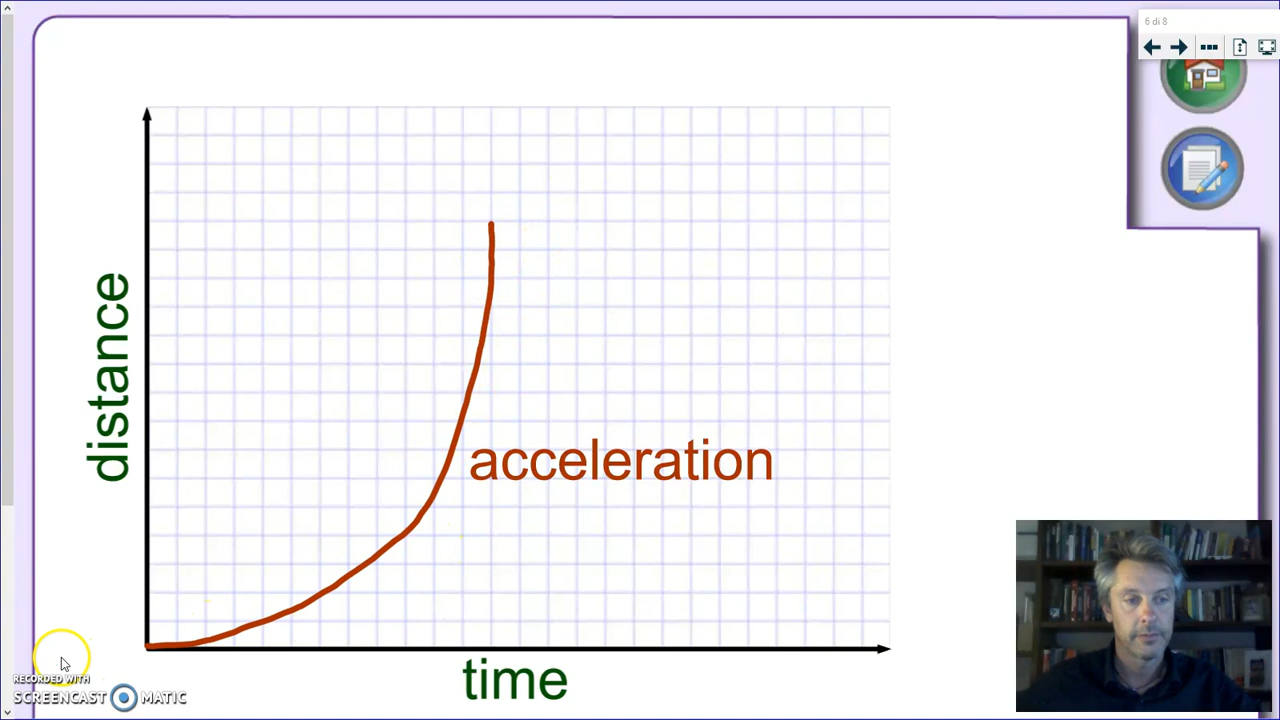 6 di 8
distance
acceleration
time
RECORDED WITH
SCREENCAST MATIC